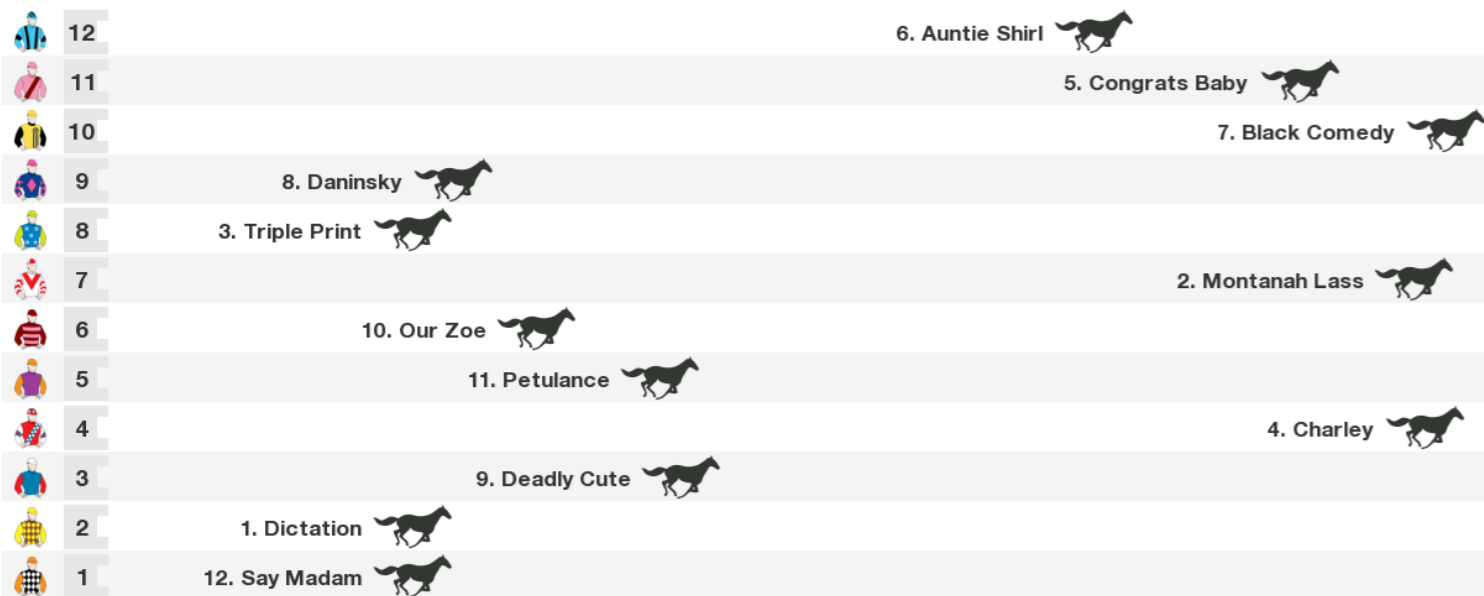 12 6. Auntie Shirl
11 5. Congrats Baby
10 7. Black Comedy
9 8. Daninsky
8 3. Triple Print
7 2. Montanah Lass
6 10. Our Zoe
5 11. Petulance
4 4. Charley
3 9. Deadly Cute
2 1. Dictation
1 12. Say Madam